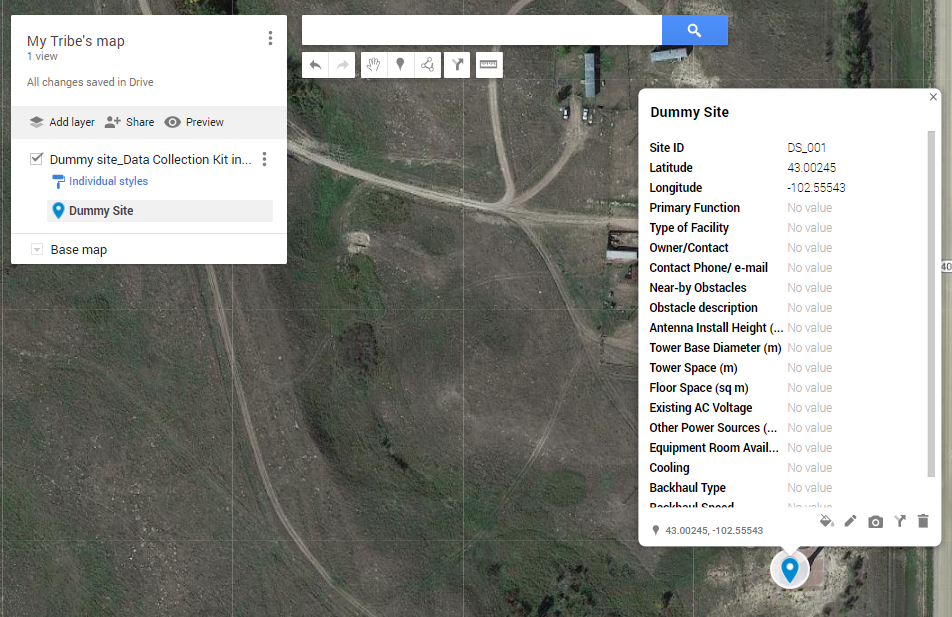 My Tribe's map
1 view
All changes saved in Drive
Add layer Share Preview
Dummy site_Data Collection Kit in...
Individual styles
Dummy Site
Base map
Dummy Site
Site ID DS_001
Latitude 43.00245
Longitude -102.55543
Primary Function No value
Type of Facility No value
Owner/Contact No value
Contact Phone/ e-mail No value
Near-by Obstacles No value
Obstacle description No value
Antenna Install Height (... No value
Tower Base Diameter (m) No value
Tower Space (m) No value
Floor Space (sq m) No value
Existing AC Voltage No value
Other Power Sources (... No value
Equipment Room Avail... No value
Cooling No value
Backhaul Type No value
Backhaul Speed No value
43.00245, -102.55543
40